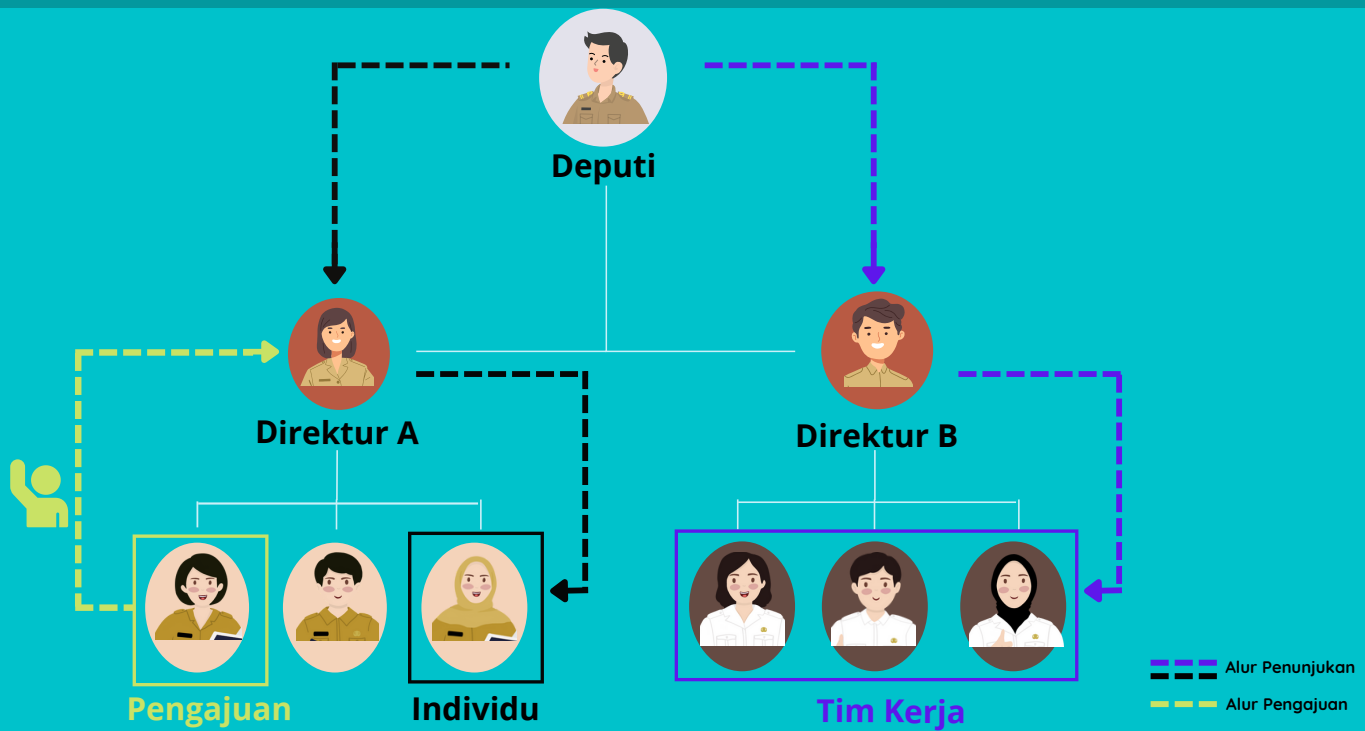 Deputi
Direktur A
Direktur B
Pengajuan
Individu
Tim Kerja
Alur Penunjukan
Alur Pengajuan